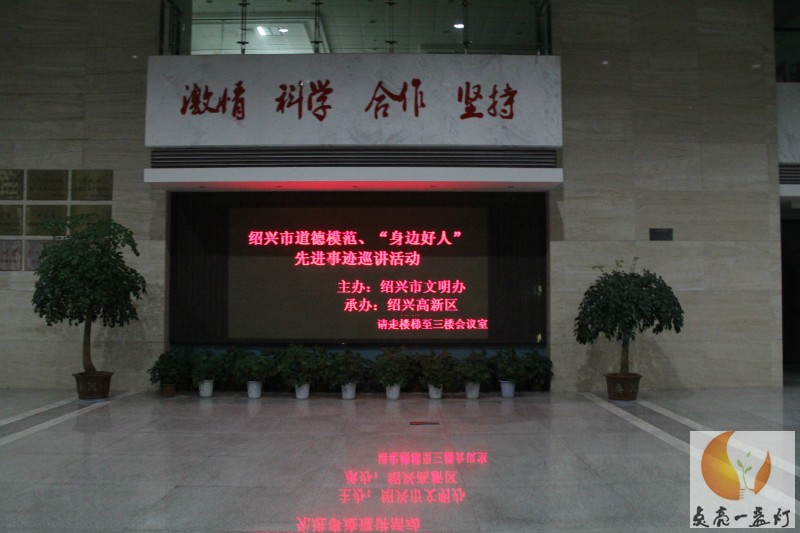 激情 科学 合作 坚持
绍兴市道德模范、“身边好人”
先进事迹巡讲活动
主办：绍兴市文明办
承办：绍兴高新区
请走楼梯至三楼会议室
点亮一盏灯